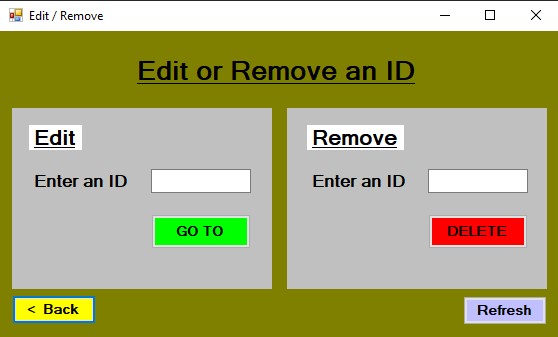 Edit / Remove
Edit or Remove an ID
Edit
Enter an ID
GO TO
Remove
Enter an ID
DELETE
< Back
Refresh